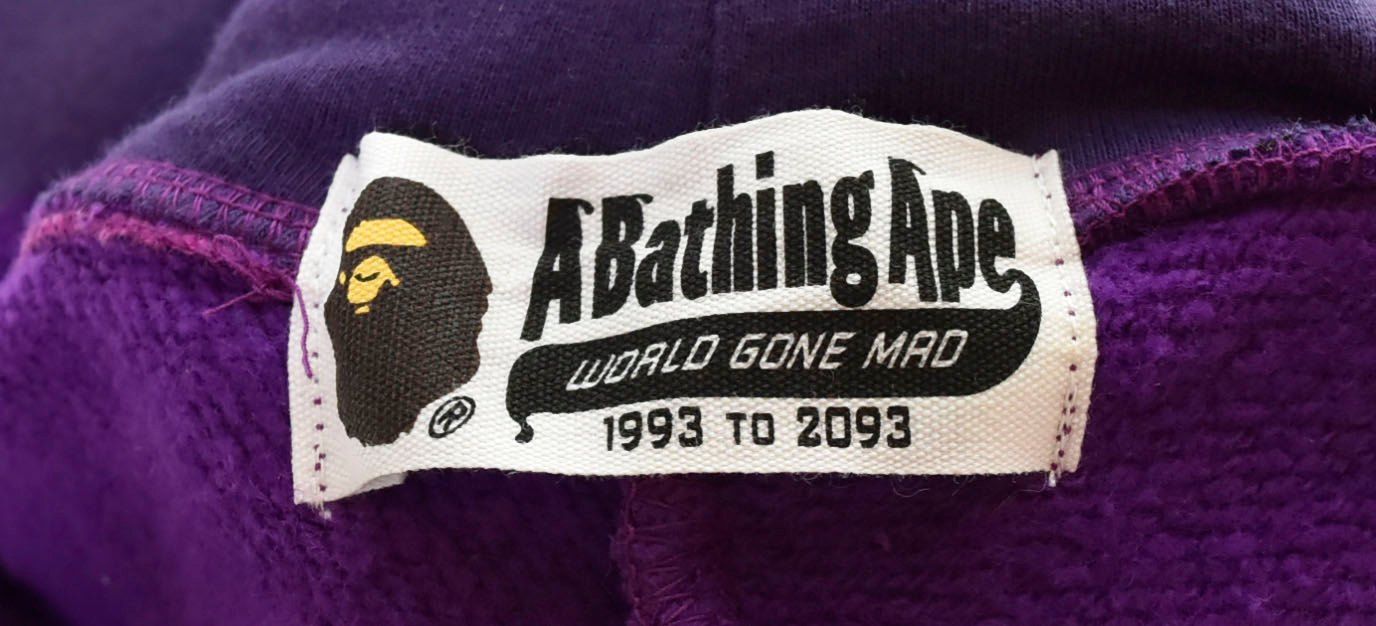 A Bathing Ape
WORLD GONE MAD
1993 TO 2093
®